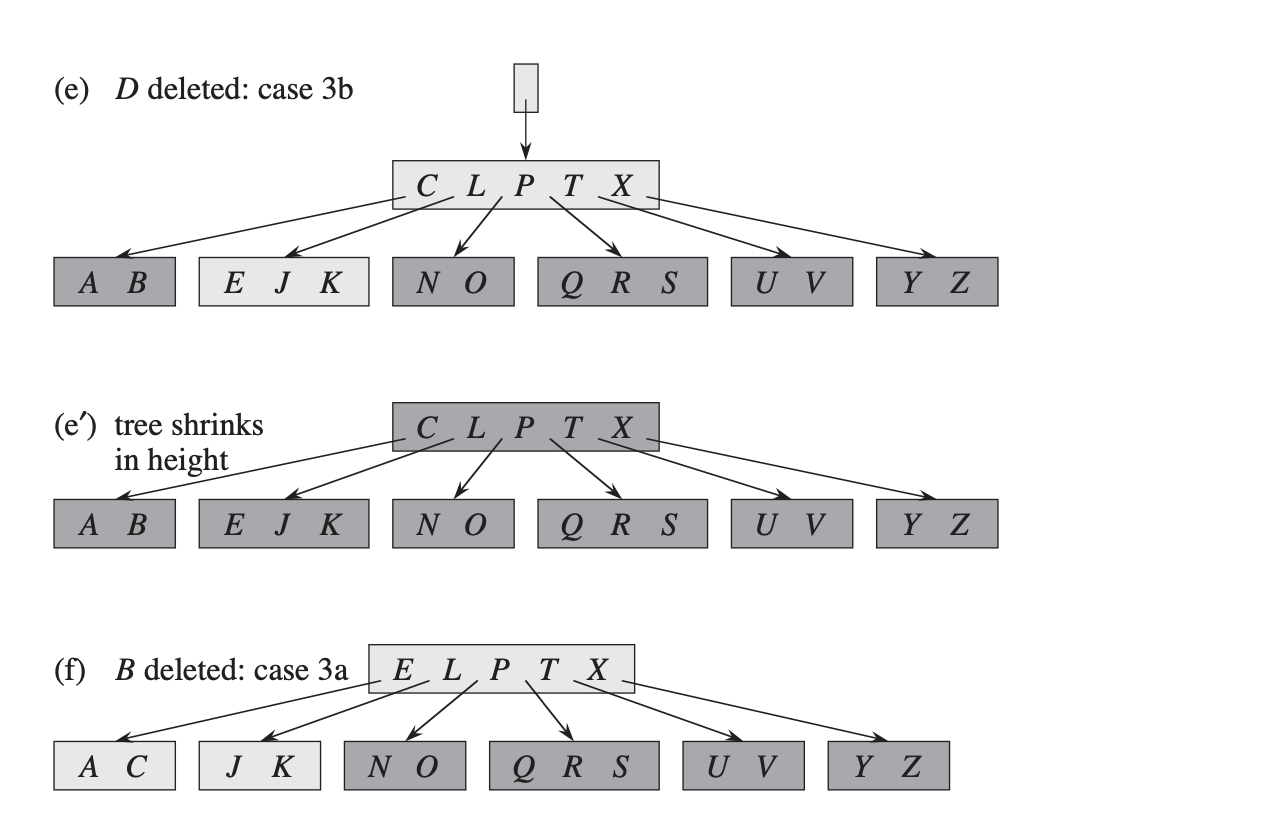 (e) D deleted: case 3b
C L P T X
A B E J K N O Q R S U V Y Z
(e′) tree shrinks
in height
C L P T X
A B E J K N O Q R S U V Y Z
(f) B deleted: case 3a
E L P T X
A C J K N O Q R S U V Y Z